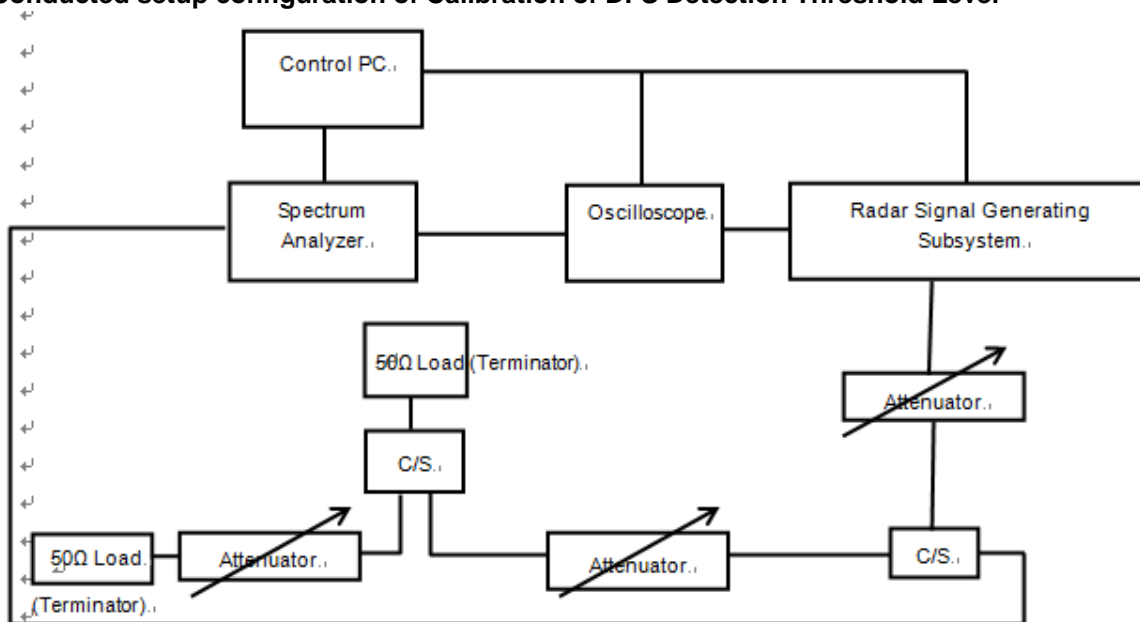 Conducted setup configuration of Calibration of DFS Detection Threshold Level
Control PC.
Spectrum
Analyzer.
Oscilloscope.
Radar Signal Generating
Subsystem.
50Ω Load (Terminator).
Attenuator.
C/S.
50Ω Load.
(Terminator).
Attenuator.
Attenuator.
C/S.